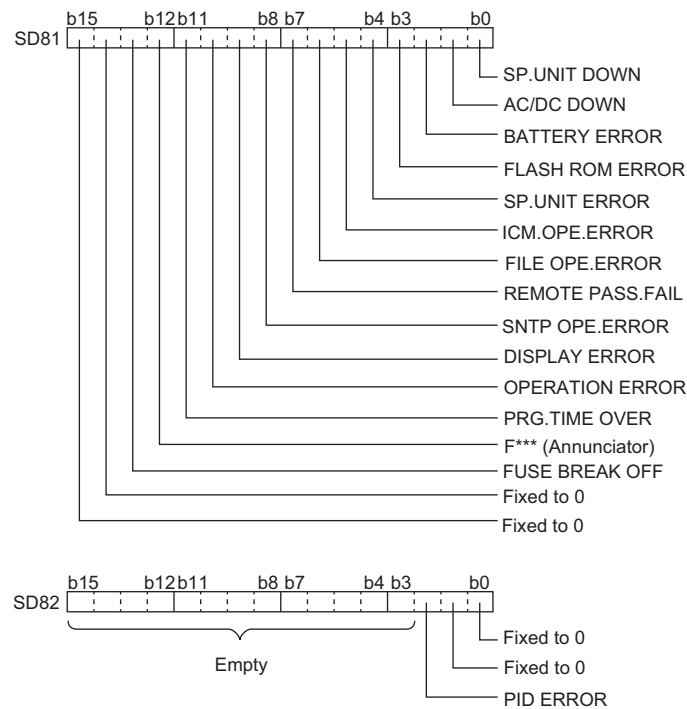 b15 b12 b11 b8 b7 b4 b3 b0
SD81
SP.UNIT DOWN
AC/DC DOWN
BATTERY ERROR
FLASH ROM ERROR
SP.UNIT ERROR
ICM.OPE.ERROR
FILE OPE.ERROR
REMOTE PASS.FAIL
SNTP OPE.ERROR
DISPLAY ERROR
OPERATION ERROR
PRG.TIME OVER
F*** (Annunciator)
FUSE BREAK OFF
Fixed to 0
Fixed to 0
b15 b12 b11 b8 b7 b4 b3 b0
SD82
Fixed to 0
Empty
Fixed to 0
PID ERROR